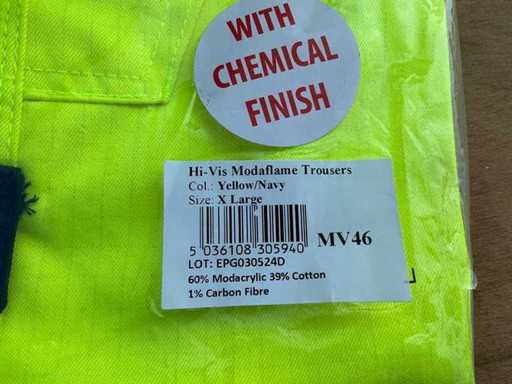 WITH
CHEMICAL
FINISH
Hi-Vis Modaflame Trousers
Col.: Yellow/Navy
Size: X Large
5 036108 305940
MV46
LOT: EPG030524D
60% Modacrylic 39% Cotton
1% Carbon Fibre